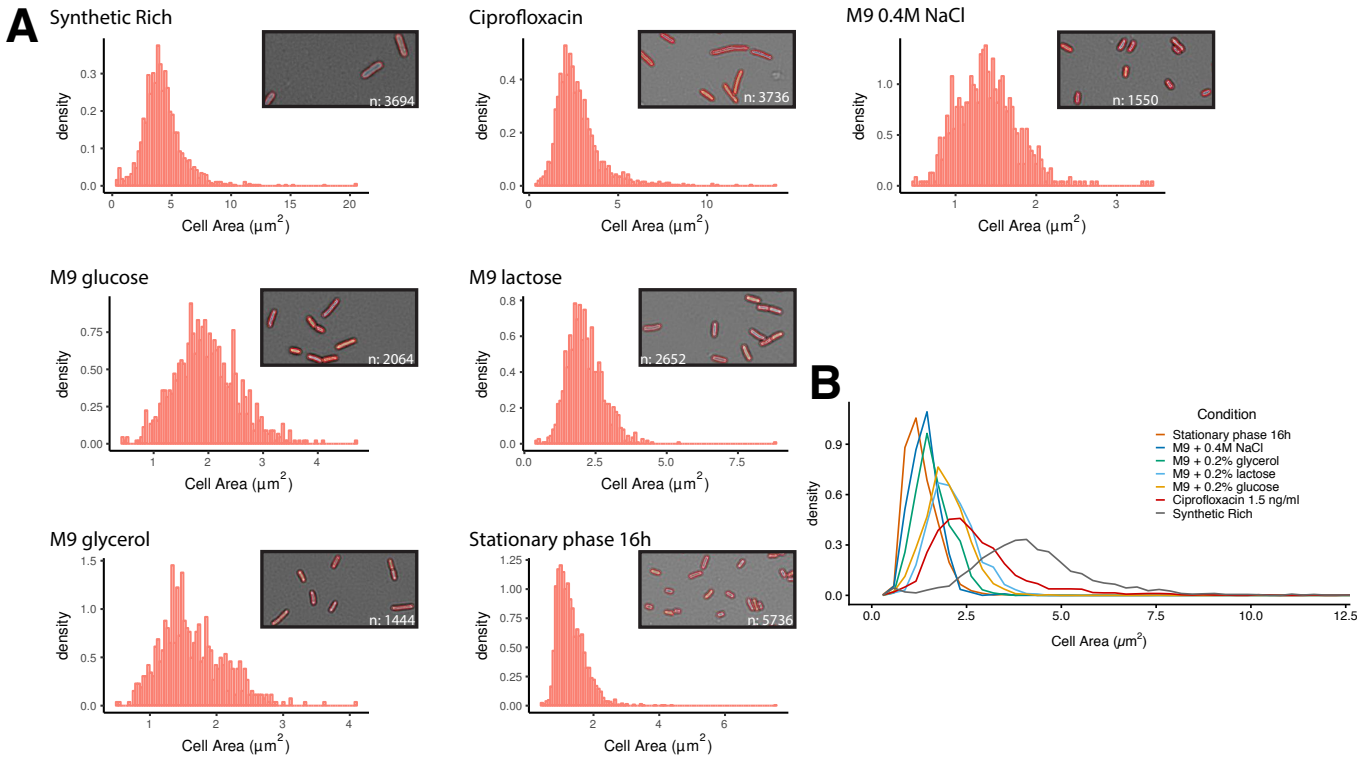 A
Synthetic Rich
density
0.3
0.2
0.1
0.0
n: 3694
0 5 10 15 20
Cell Area (μm²)
Ciprofloxacin
density
0.4
0.2
0.0
n: 3736
0 5 10
Cell Area (μm²)
M9 0.4M NaCl
density
1.0
0.5
0.0
n: 1550
1 2 3
Cell Area (μm²)
M9 glucose
density
0.75
0.50
0.25
0.00
n: 2064
1 2 3 4
Cell Area (μm²)
M9 lactose
density
0.8
0.6
0.4
0.2
0.0
n: 2652
0.0 2.5 5.0 7.5
Cell Area (μm²)
M9 glycerol
density
1.5
1.0
0.5
0.0
n: 1444
1 2 3 4
Cell Area (μm²)
Stationary phase 16h
density
1.25
1.00
0.75
0.50
0.25
0.00
n: 5736
2 4 6
Cell Area (μm²)
B
density
0.9
0.6
0.3
0.0
Condition
Stationary phase 16h
M9 + 0.4M NaCl
M9 + 0.2% glycerol
M9 + 0.2% lactose
M9 + 0.2% glucose
Ciprofloxacin 1.5 ng/ml
Synthetic Rich
0.0 2.5 5.0 7.5 10.0 12.5
Cell Area (μm²)